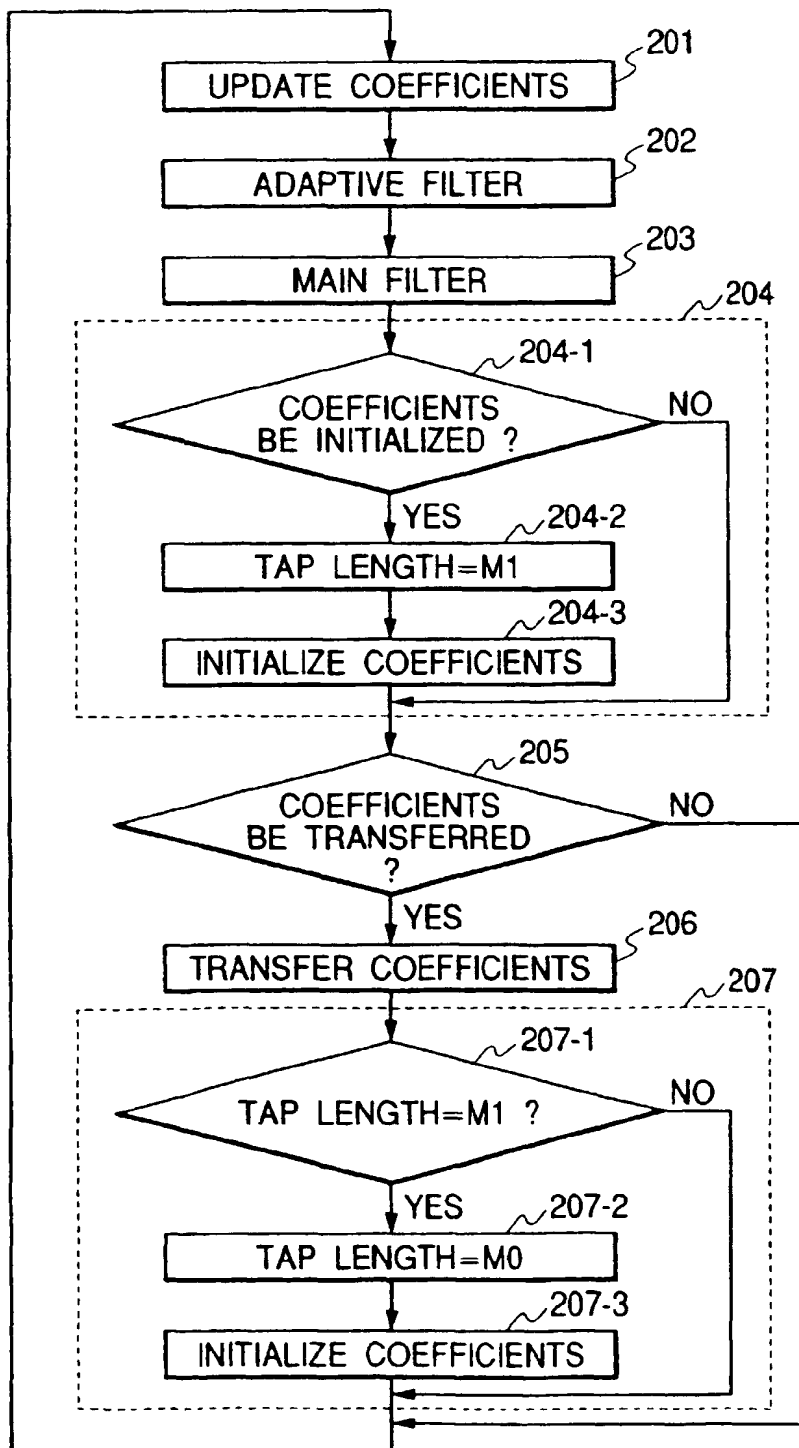 201
UPDATE COEFFICIENTS
202
ADAPTIVE FILTER
203
MAIN FILTER
204
204-1
COEFFICIENTS
BE INITIALIZED ?
NO
YES
204-2
TAP LENGTH=M1
204-3
INITIALIZE COEFFICIENTS
205
COEFFICIENTS
BE TRANSFERRED
?
NO
YES
206
TRANSFER COEFFICIENTS
207
207-1
TAP LENGTH=M1 ?
NO
YES
207-2
TAP LENGTH=M0
207-3
INITIALIZE COEFFICIENTS